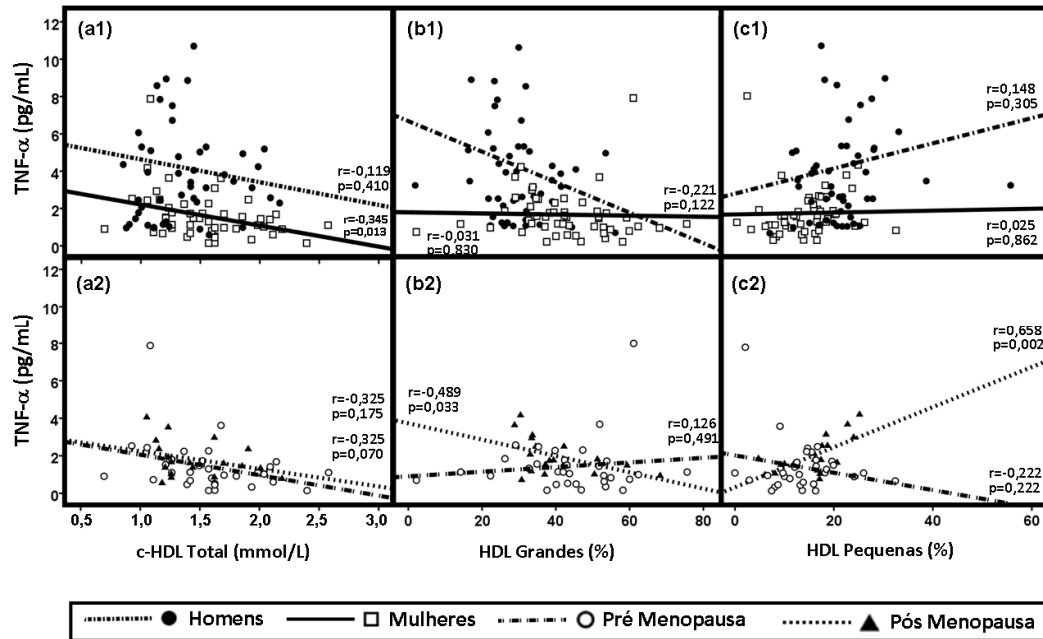 (a1)
(b1)
(c1)
12
10
8
6
4
2
0
TNF-α (pg/mL)
r=-0,119
p=0,410
r=-0,345
p=0,013
r=-0,221
p=0,122
r=-0,031
p=0,830
r=0,148
p=0,305
r=0,025
p=0,862
(a2)
(b2)
(c2)
12
10
8
6
4
2
0
TNF-α (pg/mL)
r=-0,325
p=0,175
r=-0,325
p=0,070
r=-0,489
p=0,033
r=0,126
p=0,491
r=0,658
p=0,002
r=-0,222
p=0,222
0,5 1,0 1,5 2,0 2,5 3,0
0 20 40 60 80
0 20 40 60
c-HDL Total (mmol/L)
HDL Grandes (%)
HDL Pequenas (%)
Homens Mulheres Pré Menopausa Pós Menopausa